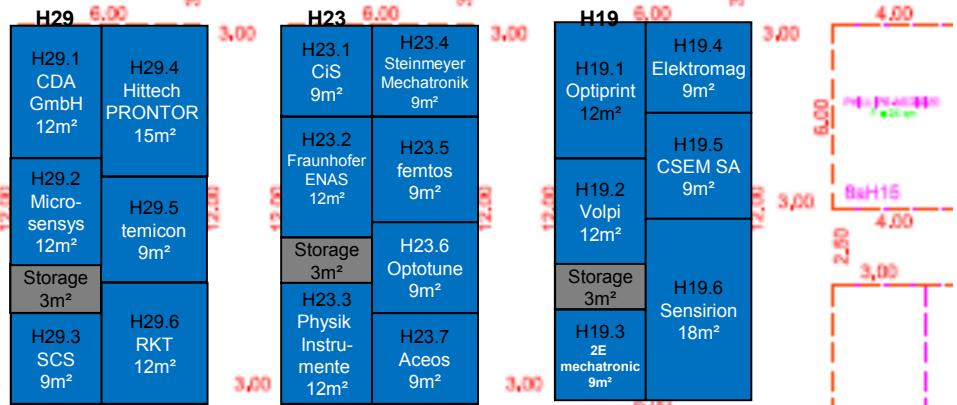 H29
6.00
3,00
H29.1
CDA
GmbH
12m²
H29.4
Hittech
PRONTOR
15m²
H29.2
Micro-
sensys
12m²
H29.5
temicon
9m²
Storage
3m²
H29.3
SCS
9m²
H29.6
RKT
12m²
12.00
12.00
3,00
H23
6.00
3,00
H23.1
CiS
9m²
H23.4
Steinmeyer
Mechatronik
9m²
H23.2
Fraunhofer
ENAS
12m²
H23.5
femtos
9m²
Storage
3m²
H23.6
Optotune
9m²
H23.3
Physik
Instru-
mente
12m²
H23.7
Aceos
9m²
12.00
3,00
H19
6.00
3,00
H19.1
Optiprint
12m²
H19.4
Elektromag
9m²
H19.5
CSEM SA
9m²
H19.2
Volpi
12m²
Storage
3m²
H19.6
Sensirion
18m²
H19.3
2E
mechatronic
9m²
12.00
3,00
4.00
6.00
8aH15
4.00
2.50
3,00